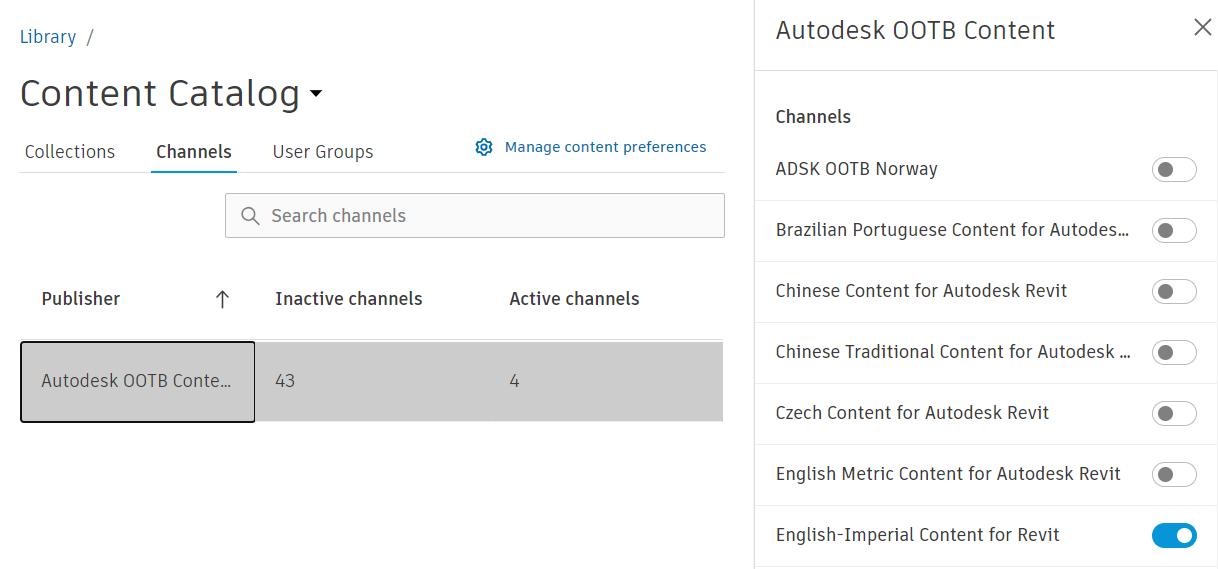 Library /
Content Catalog
Collections
Channels
User Groups
Manage content preferences
Search channels
Publisher
Inactive channels
Active channels
Autodesk OOTB Conte...
43
4
Autodesk OOTB Content
Channels
ADSK OOTB Norway
Brazilian Portuguese Content for Autodes...
Chinese Content for Autodesk Revit
Chinese Traditional Content for Autodesk ...
Czech Content for Autodesk Revit
English Metric Content for Autodesk Revit
English-Imperial Content for Revit